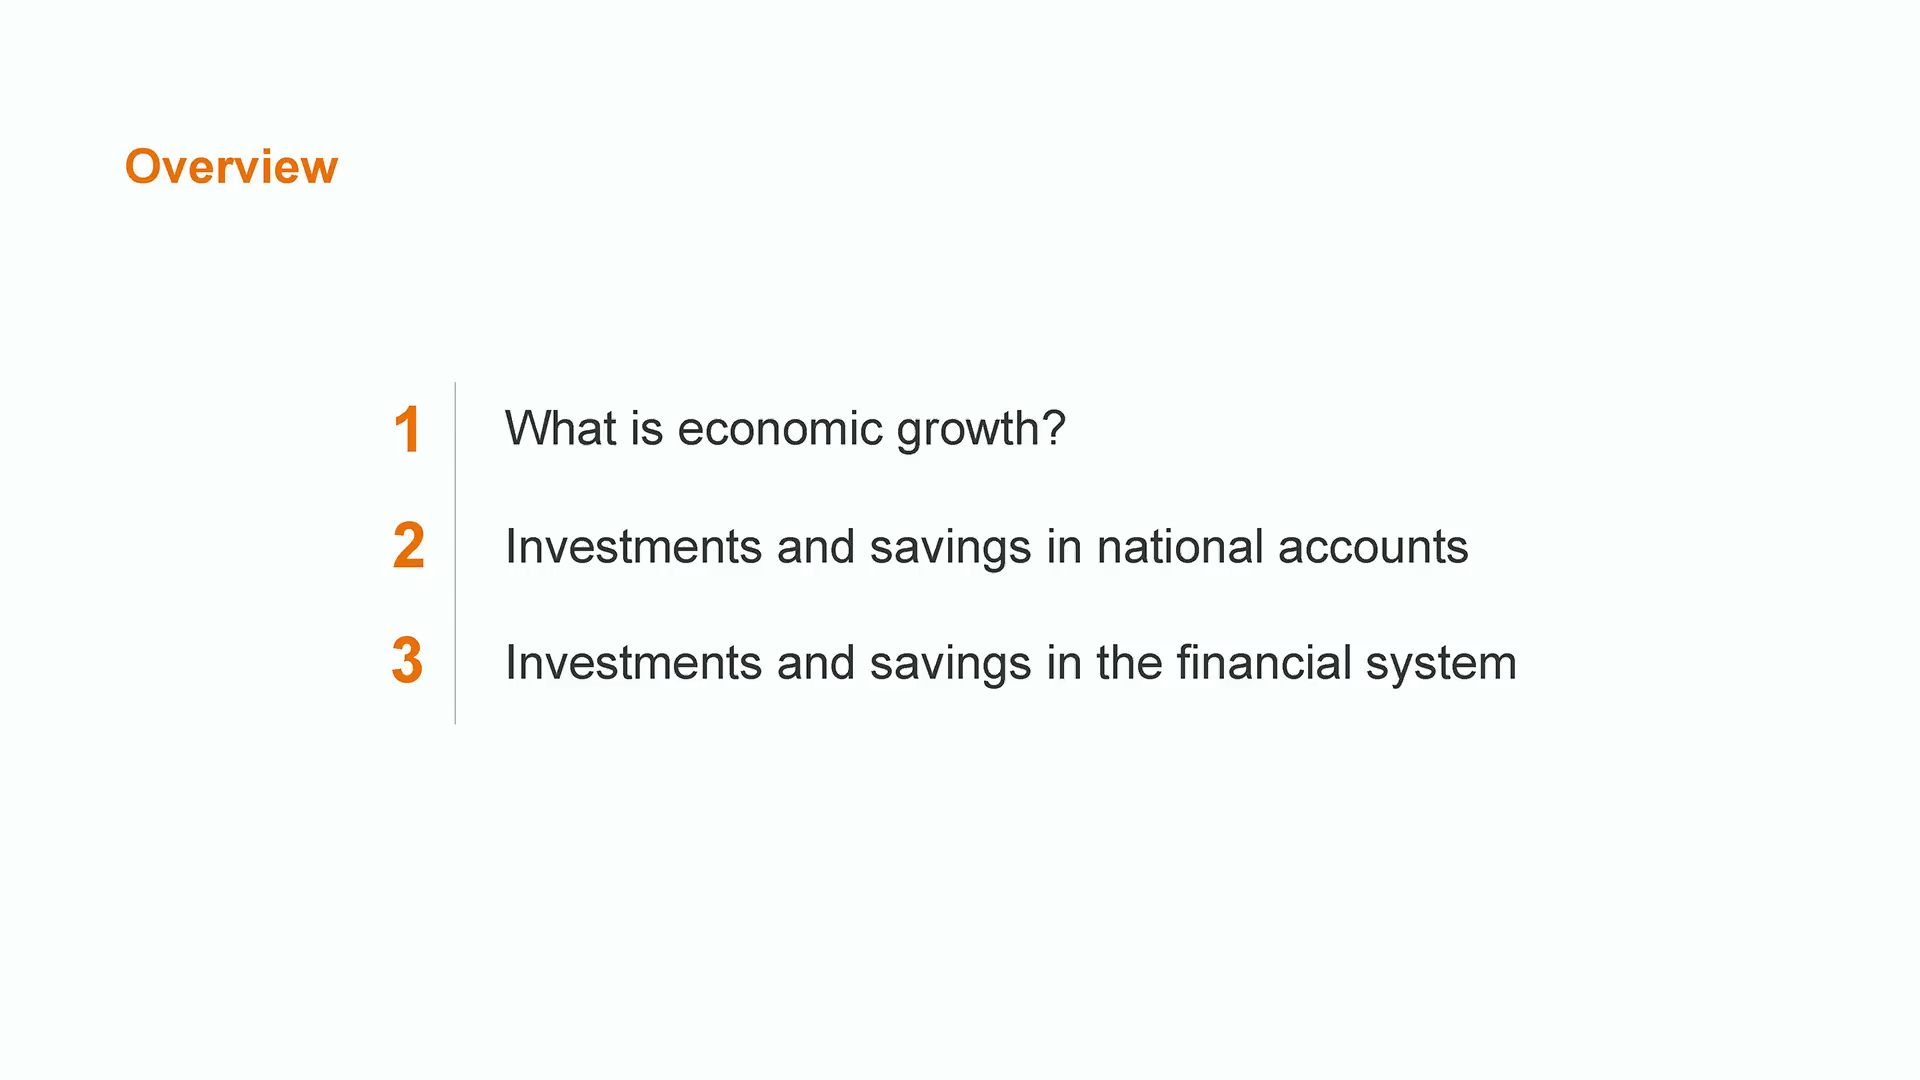 Overview
1 What is economic growth?
2 Investments and savings in national accounts
3 Investments and savings in the financial system